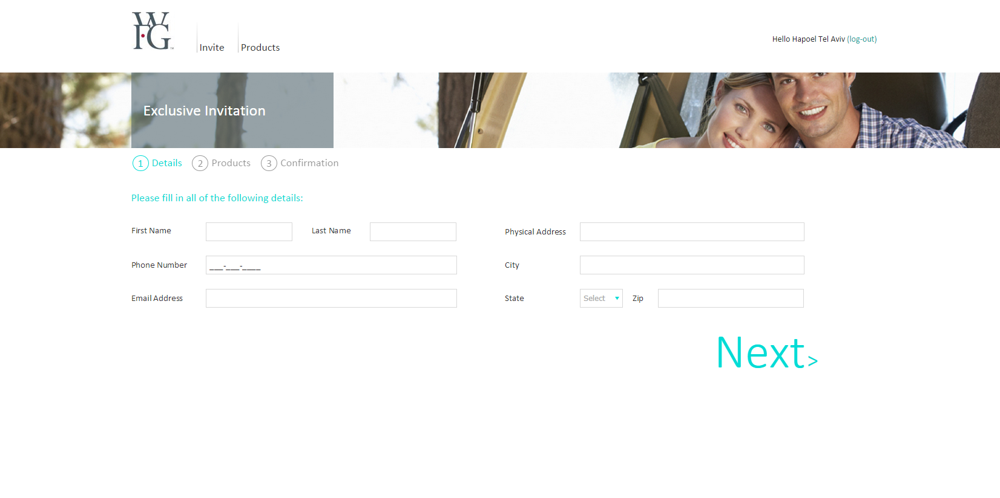 WFG℠
Invite
Products
Hello Hapoel Tel Aviv (log-out)
Exclusive Invitation
1 Details 2 Products 3 Confirmation
Please fill in all of the following details:
First Name Last Name Physical Address
Phone Number ___-___-____ City
Email Address State Select Zip
Next>